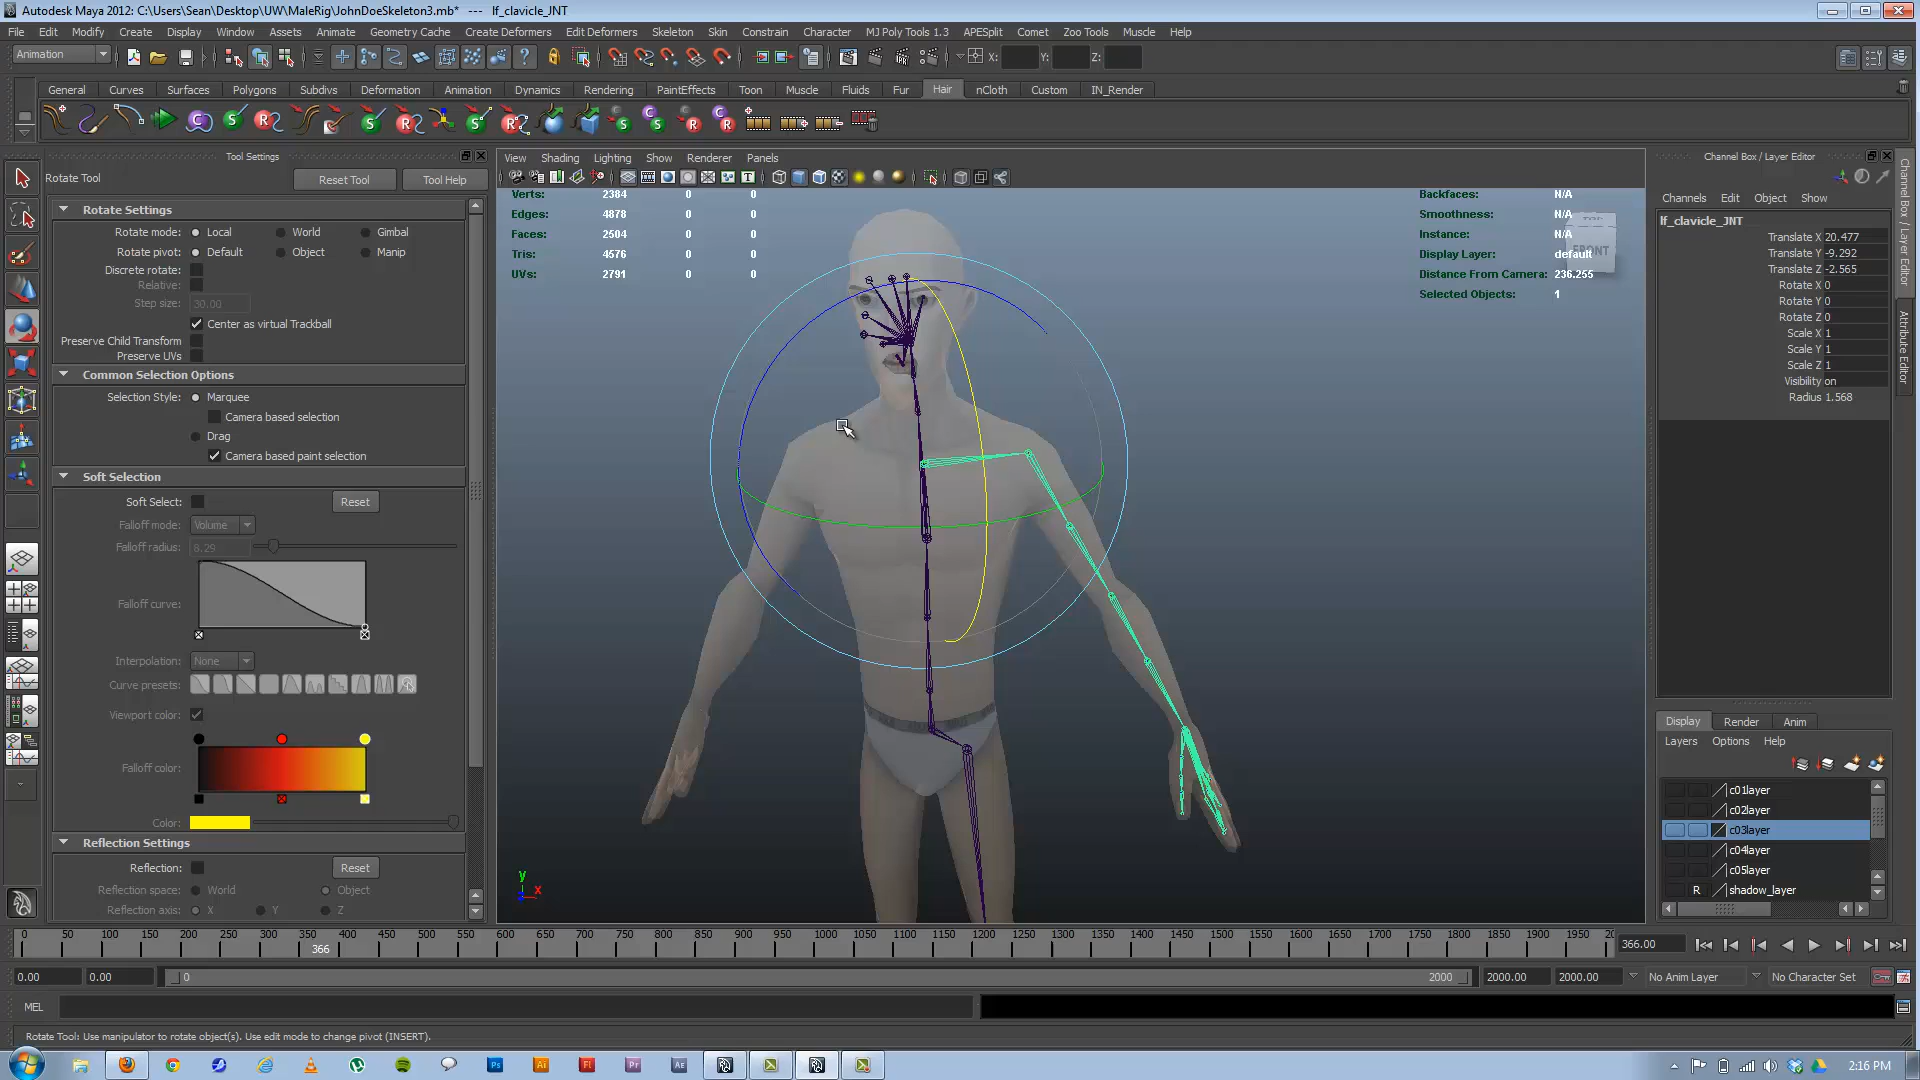 Autodesk Maya 2012: C:\Users\Sean\Desktop\UW\MaleRig\JohnDoeSkeleton3.mb* --- lf_clavicle_JNT
File Edit Modify Create Display Window Assets Animate Geometry Cache Create Deformers Edit Deformers Skeleton Skin Constrain Character MJ Poly Tools 1.3 APESplit Comet Zoo Tools Muscle Help
Animation X: Y: Z:
General Curves Surfaces Polygons Subdivs Deformation Animation Dynamics Rendering PaintEffects Toon Muscle Fluids Fur Hair nCloth Custom IN_Render
Tool Settings
Rotate Tool Reset Tool Tool Help
Rotate Settings
Rotate mode: Local World Gimbal
Rotate pivot: Default Object Manip
Discrete rotate:
Relative:
Step size: 30.00
Center as virtual Trackball
Preserve Child Transform
Preserve UVs
Common Selection Options
Selection Style: Marquee
Camera based selection
Drag
Camera based paint selection
Soft Selection
Soft Select: Reset
Falloff mode: Volume
Falloff radius: 8.29
Falloff curve:
Interpolation: None
Curve presets:
Viewport color:
Falloff color:
Color:
Reflection Settings
Reflection: Reset
Reflection space: World Object
Reflection axis: X Y Z
View Shading Lighting Show Renderer Panels
Verts: 2384 0 0
Edges: 4878 0 0
Faces: 2504 0 0
Tris: 4576 0 0
UVs: 2791 0 0
Backfaces: N/A
Smoothness: N/A
Instance: N/A
Display Layer: default
Distance From Camera: 236.255
Selected Objects: 1
FRONT
y
x
Channel Box / Layer Editor
Channels Edit Object Show
lf_clavicle_JNT
Translate X 20.477
Translate Y -9.292
Translate Z -2.565
Rotate X 0
Rotate Y 0
Rotate Z 0
Scale X 1
Scale Y 1
Scale Z 1
Visibility on
Radius 1.568
Channel Box / Layer Editor
Attribute Editor
Display Render Anim
Layers Options Help
c01layer
c02layer
c03layer
c04layer
c05layer
R shadow_layer
0 50 100 150 200 250 300 350 400 450 500 550 600 650 700 750 800 850 900 950 1000 1050 1100 1150 1200 1250 1300 1350 1400 1450 1500 1550 1600 1650 1700 1750 1800 1850 1900 1950
366
366.00
0.00 0.00 0 2000 2000.00 2000.00 No Anim Layer No Character Set
MEL
Rotate Tool: Use manipulator to rotate object(s). Use edit mode to change pivot (INSERT).
Ps Ai Fl Pr Ae
2:16 PM